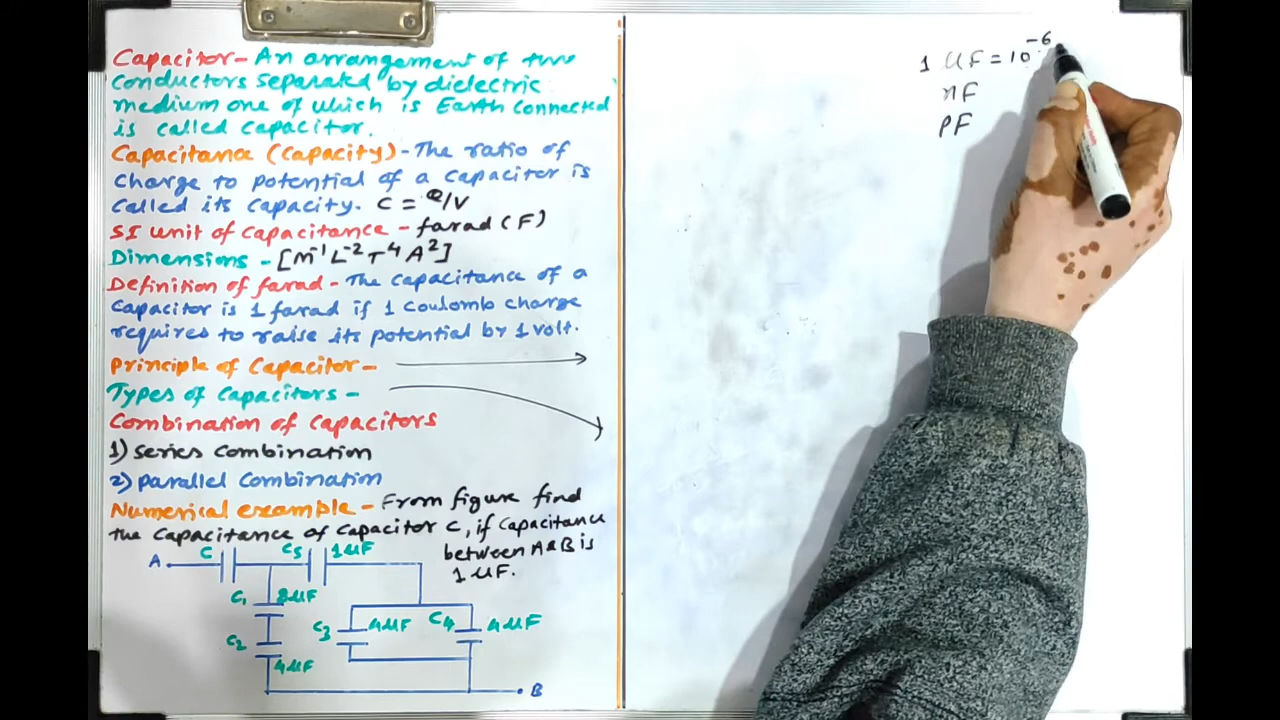 Capacitor - An arrangement of two
conductors separated by dielectric
medium one of which is Earth connected
is called capacitor.
Capacitance (Capacity) - The ratio of
charge to potential of a capacitor is
called its capacity. C = Q/V
SI unit of capacitance - farad (F)
Dimensions - [M⁻¹ L⁻² T⁴ A²]
Definition of farad - The capacitance of a
capacitor is 1 farad if 1 coulomb charge
requires to raise its potential by 1 volt.
Principle of Capacitor -
Types of Capacitors -
Combination of Capacitors
1) series combination
2) parallel combination
Numerical example - From figure find
the capacitance of capacitor C, if capacitance
between A & B is
1 μF.
A C C5 1μF
C1 8μF
C2 4μF
C3 4μF C4 4μF
B
1 μF = 10⁻⁶
nF
pF